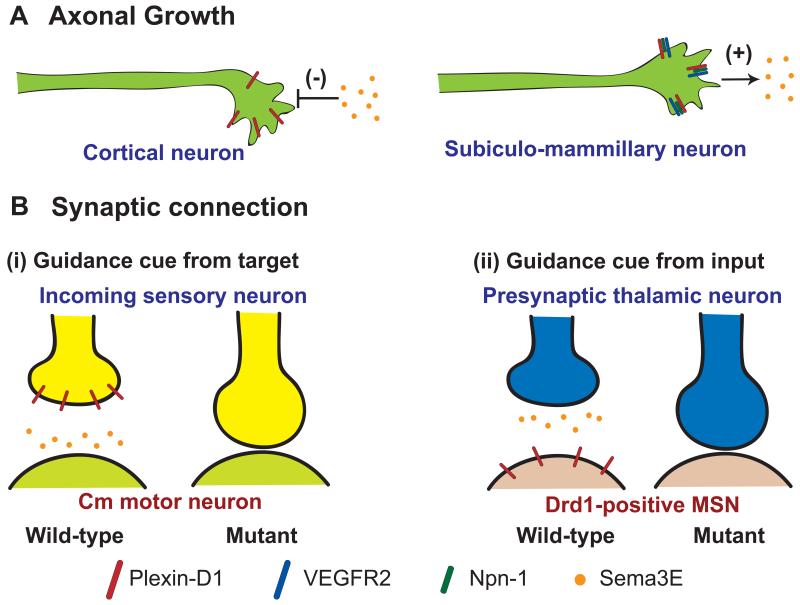 A Axonal Growth
(-)
(+)
Cortical neuron
Subiculo-mammillary neuron
B Synaptic connection
(i) Guidance cue from target
(ii) Guidance cue from input
Incoming sensory neuron
Presynaptic thalamic neuron
Cm motor neuron
Drd1-positive MSN
Wild-type
Mutant
Wild-type
Mutant
Plexin-D1
VEGFR2
Npn-1
Sema3E